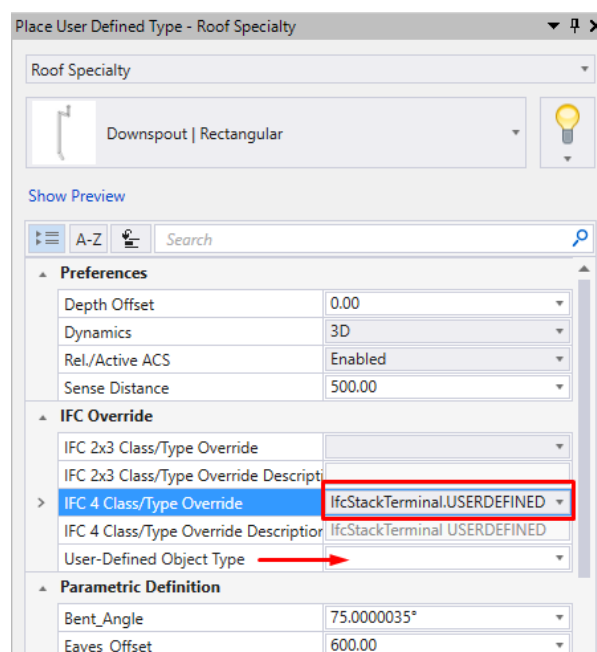 Place User Defined Type - Roof Specialty
Roof Specialty
Downspout | Rectangular
Show Preview
A-Z Search
Preferences
Depth Offset 0.00
Dynamics 3D
Rel./Active ACS Enabled
Sense Distance 500.00
IFC Override
IFC 2x3 Class/Type Override
IFC 2x3 Class/Type Override Descripti
IFC 4 Class/Type Override IfcStackTerminal.USERDEFINED
IFC 4 Class/Type Override Description IfcStackTerminal USERDEFINED
User-Defined Object Type
Parametric Definition
Bent_Angle 75.0000035°
Eaves_Offset 600.00